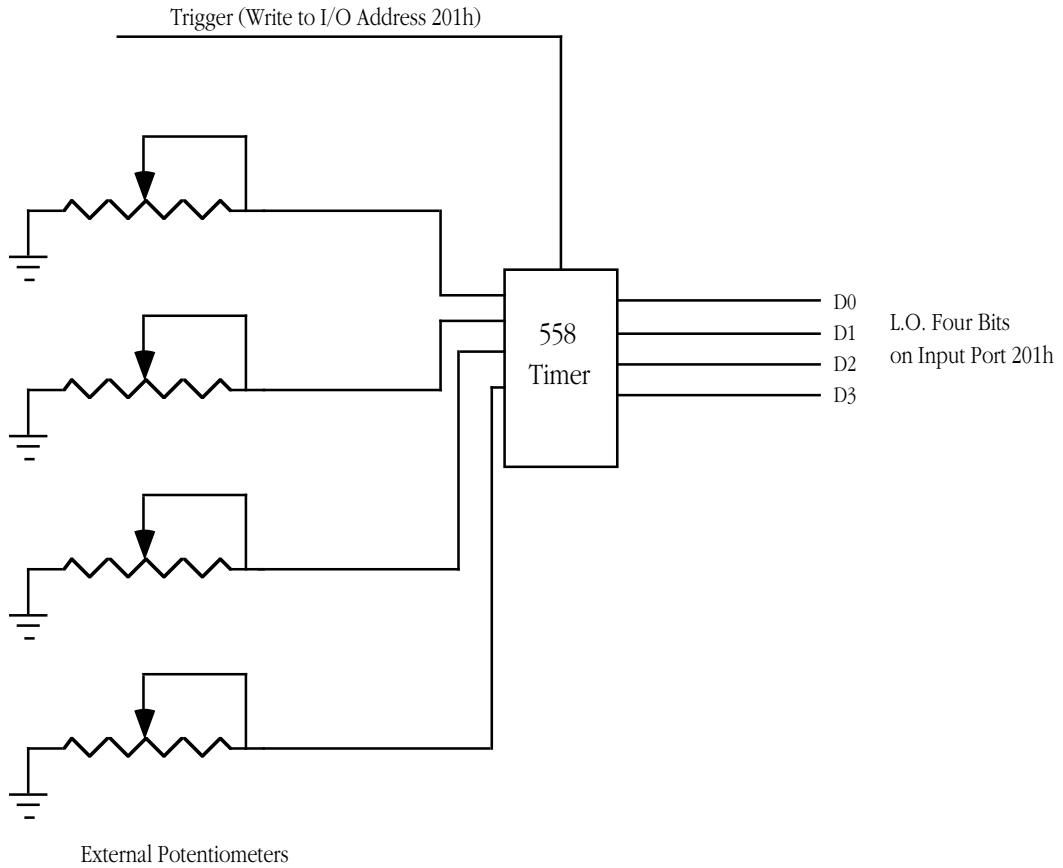 Trigger (Write to I/O Address 201h)
558
Timer
D0
D1
D2
D3
L.O. Four Bits
on Input Port 201h
External Potentiometers